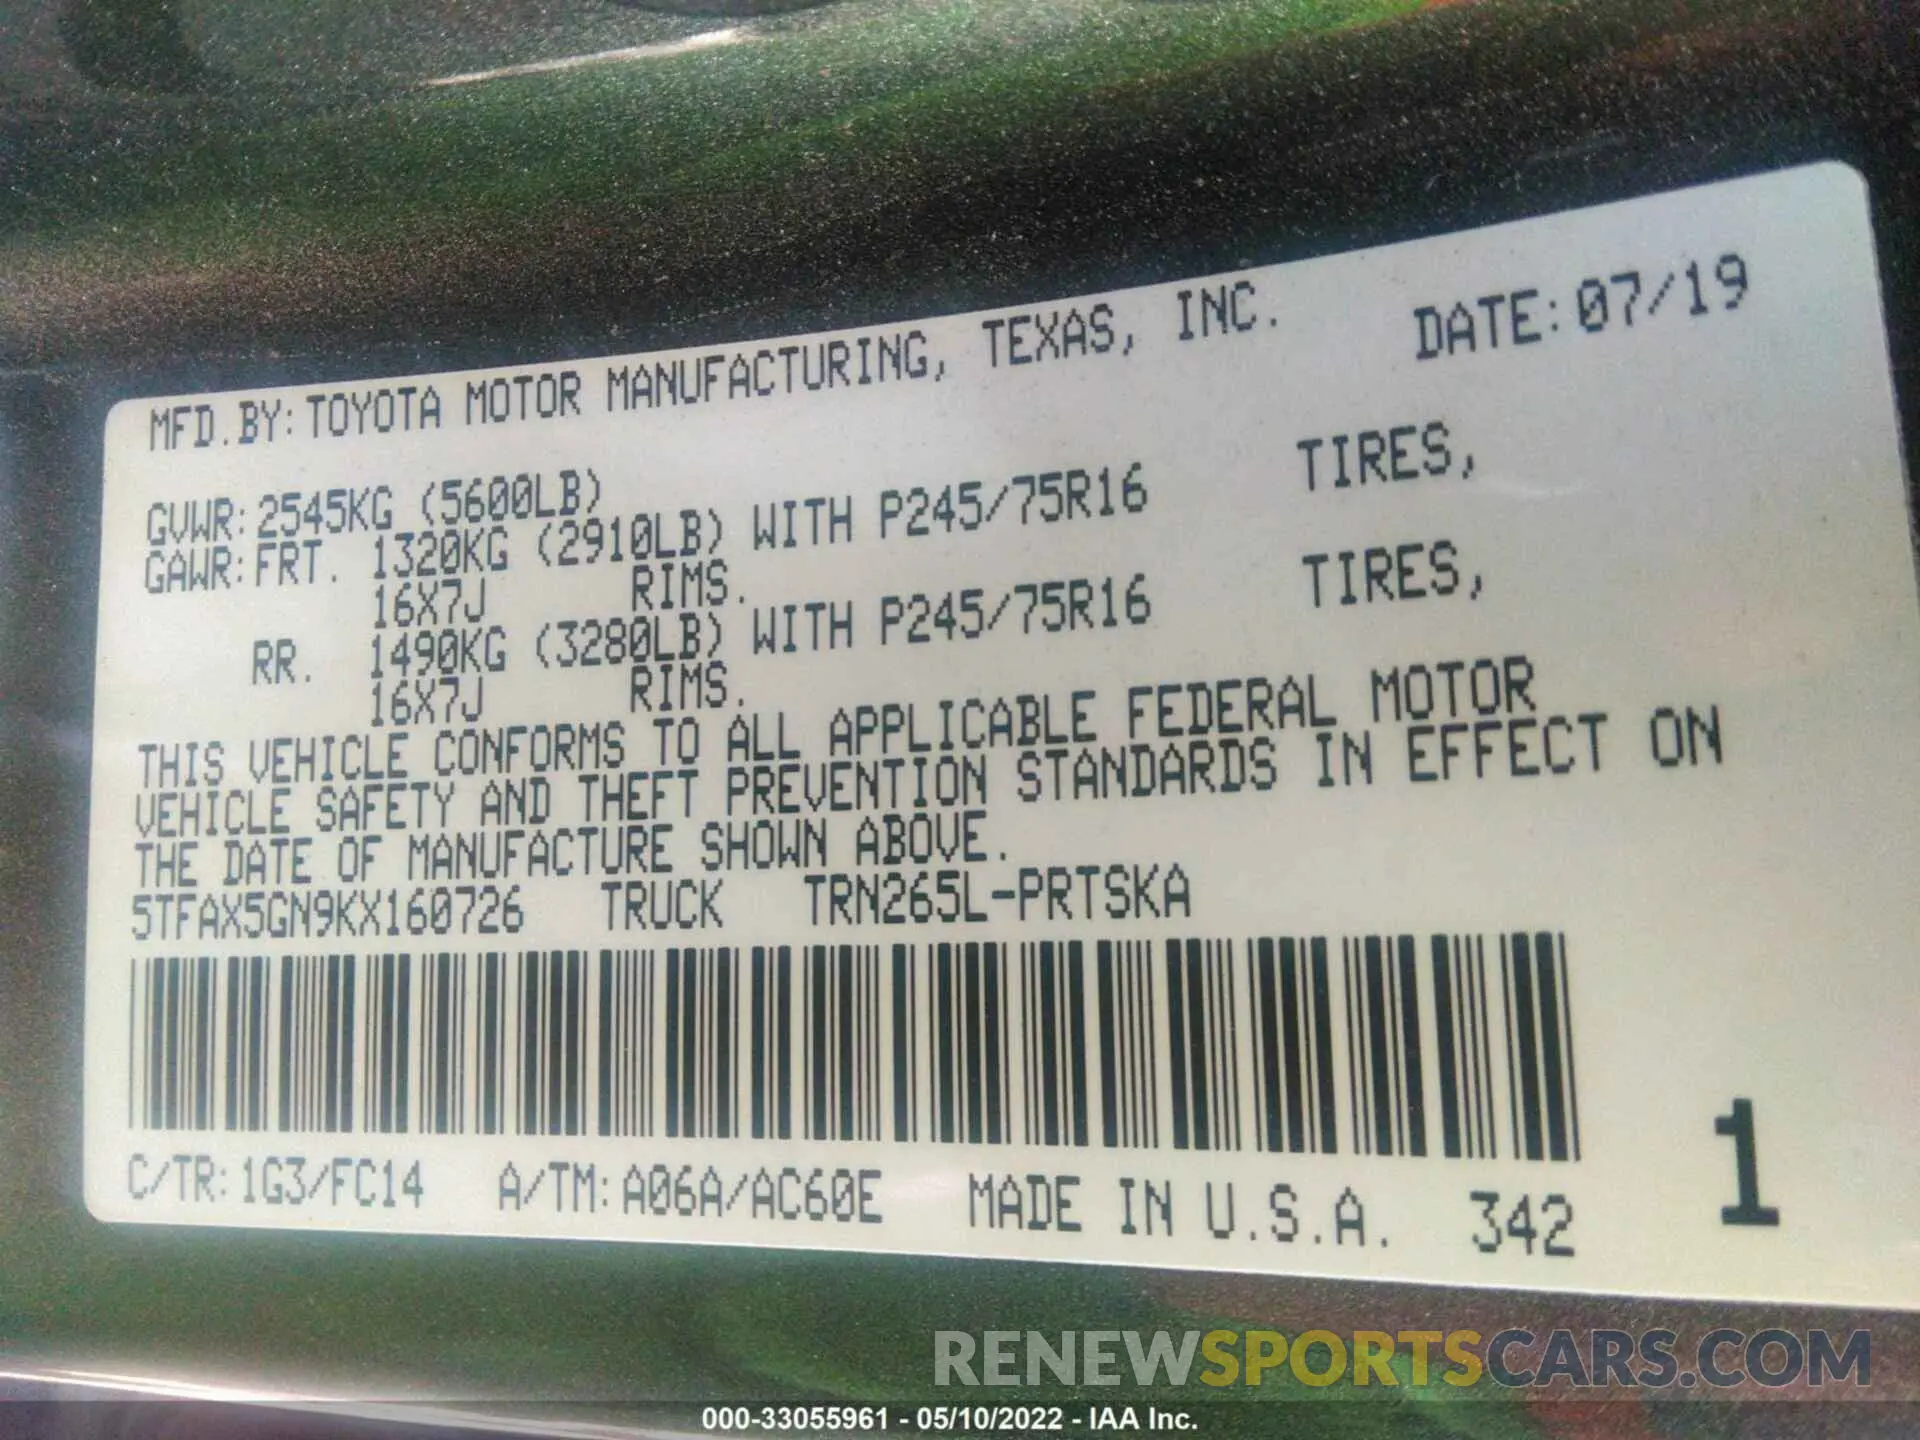 MFD.BY:TOYOTA MOTOR MANUFACTURING, TEXAS, INC. DATE:07/19
GVWR:2545KG (5600LB)
GAWR:FRT. 1320KG (2910LB) WITH P245/75R16 TIRES,
16X7J RIMS.
RR. 1490KG (3280LB) WITH P245/75R16 TIRES,
16X7J RIMS.
THIS VEHICLE CONFORMS TO ALL APPLICABLE FEDERAL MOTOR
VEHICLE SAFETY AND THEFT PREVENTION STANDARDS IN EFFECT ON
THE DATE OF MANUFACTURE SHOWN ABOVE.
5TFAX5GN9KX160726 TRUCK TRN265L-PRTSKA
C/TR:1G3/FC14 A/TM:A06A/AC60E MADE IN U.S.A. 342
1
RENEWSPORTSCARS.COM
000-33055961 - 05/10/2022 - IAA Inc.